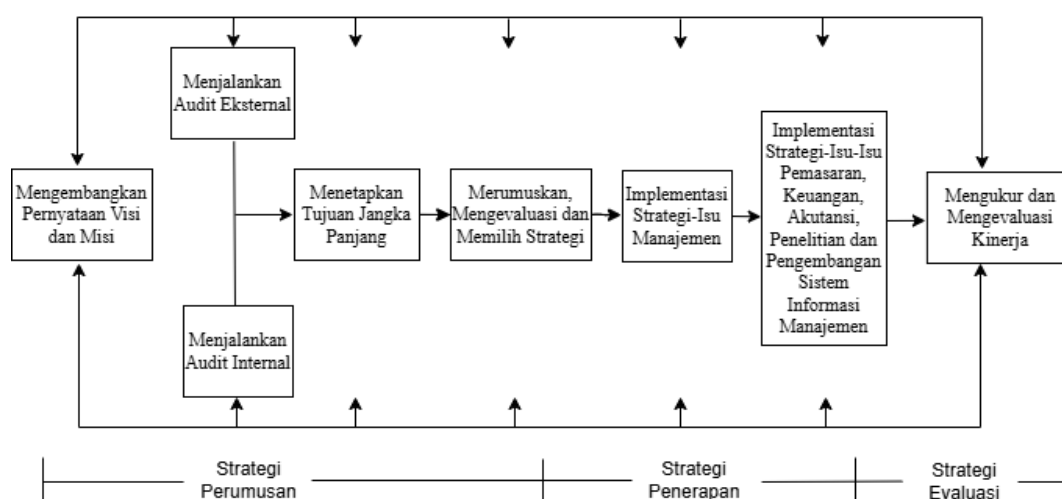 Menjalankan
Audit Eksternal
Mengembangkan
Pernyataan Visi
dan Misi
Menetapkan
Tujuan Jangka
Panjang
Merumuskan,
Mengevaluasi dan
Memilih Strategi
Implementasi
Strategi-Isu
Manajemen
Implementasi
Strategi-Isu-Isu
Pemasaran,
Keuangan,
Akutansi,
Penelitian dan
Pengembangan
Sistem
Informasi
Manajemen
Mengukur dan
Mengevaluasi
Kinerja
Menjalankan
Audit Internal
Strategi
Perumusan
Strategi
Penerapan
Strategi
Evaluasi